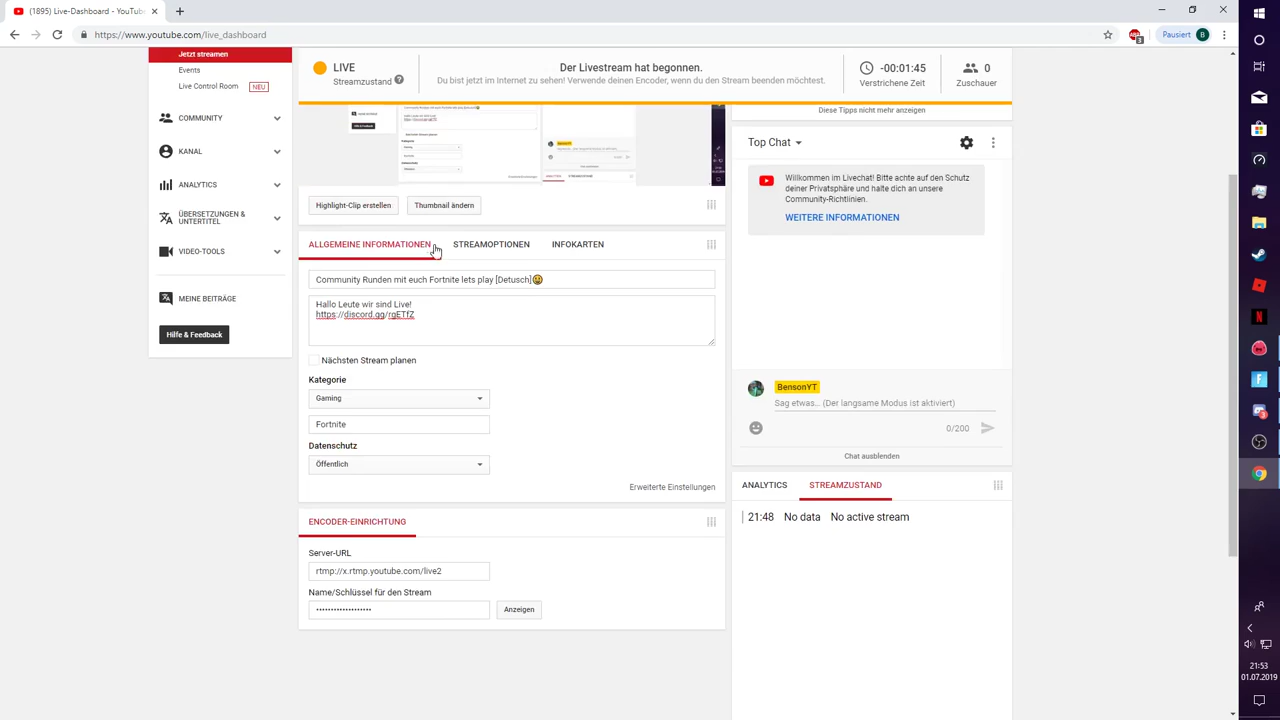 (1895) Live-Dashboard - YouTub
https://www.youtube.com/live_dashboard
3
Pausiert
B
Jetzt streamen
Events
Live Control Room
NEU
COMMUNITY
KANAL
ANALYTICS
ÜBERSETZUNGEN &
UNTERTITEL
VIDEO-TOOLS
MEINE BEITRÄGE
Hilfe & Feedback
LIVE
Streamzustand ?
Der Livestream hat begonnen.
Du bist jetzt im Internet zu sehen! Verwende deinen Encoder, wenn du den Stream beenden möchtest.
-00:01:45
Verstrichene Zeit
0
Zuschauer
Highlight-Clip erstellen
Thumbnail ändern
ALLGEMEINE INFORMATIONEN
STREAMOPTIONEN
INFOKARTEN
Community Runden mit euch Fortnite lets play [Detusch]😀
Hallo Leute wir sind Live!
https://discord.gg/rgETfZ
Nächsten Stream planen
Kategorie
Gaming
Fortnite
Datenschutz
Öffentlich
Erweiterte Einstellungen
ENCODER-EINRICHTUNG
Server-URL
rtmp://x.rtmp.youtube.com/live2
Name/Schlüssel für den Stream
•••••••••••••••••••
Anzeigen
Diese Tipps nicht mehr anzeigen
Top Chat
Willkommen im Livechat! Bitte achte auf den Schutz
deiner Privatsphäre und halte dich an unsere
Community-Richtlinien.
WEITERE INFORMATIONEN
BensonYT
Sag etwas... (Der langsame Modus ist aktiviert)
0/200
Chat ausblenden
ANALYTICS
STREAMZUSTAND
21:48 No data No active stream
21:53
01.07.2019